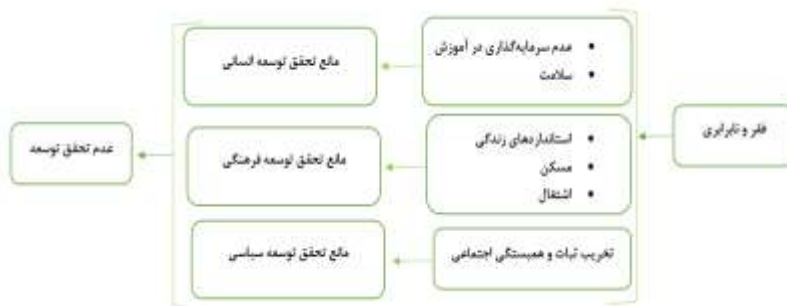 فقر و نابرابری
عدم سرمایه‌گذاری در آموزش
سلامت
استانداردهای زندگی
مسکن
اشتغال
تخریب ثبات و همبستگی اجتماعی
مانع تحقق توسعه انسانی
مانع تحقق توسعه فرهنگی
مانع تحقق توسعه سیاسی
عدم تحقق توسعه